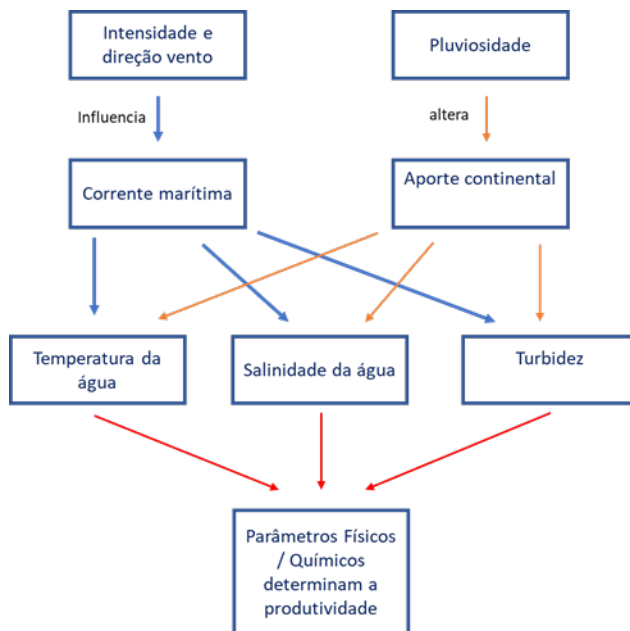 Intensidade e
direção vento
Pluviosidade
Influencia
altera
Corrente marítima
Aporte continental
Temperatura da
água
Salinidade da água
Turbidez
Parâmetros Físicos
/ Químicos
determinam a
produtividade